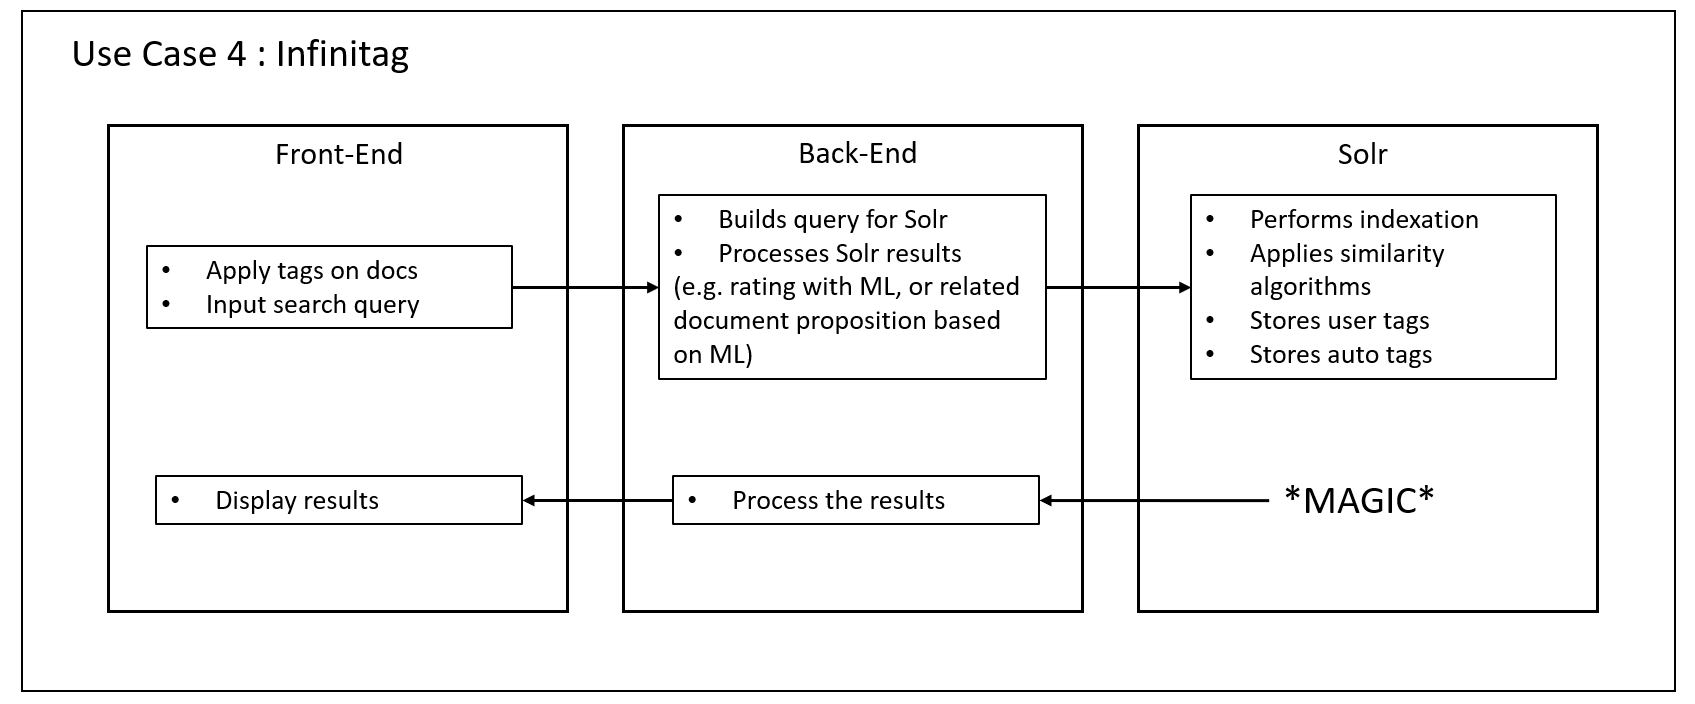 Use Case 4 : Infinitag
Front-End
• Apply tags on docs
• Input search query
• Display results
Back-End
• Builds query for Solr
• Processes Solr results
(e.g. rating with ML, or related
document proposition based
on ML)
• Process the results
Solr
• Performs indexation
• Applies similarity
algorithms
• Stores user tags
• Stores auto tags
*MAGIC*